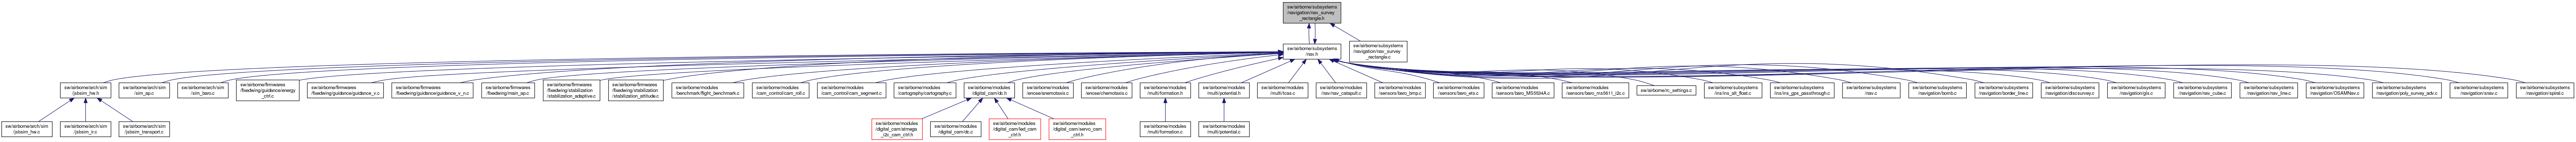 sw/airborne/subsystems
/navigation/nav_survey
_rectangle.h
sw/airborne/subsystems
/nav.h
sw/airborne/subsystems
/navigation/nav_survey
_rectangle.c
sw/airborne/arch/sim
/jsbsim_hw.h
sw/airborne/arch/sim
/sim_ap.c
sw/airborne/arch/sim
/sim_baro.c
sw/airborne/firmwares
/fixedwing/guidance/energy
_ctrl.c
sw/airborne/firmwares
/fixedwing/guidance/guidance_v.c
sw/airborne/firmwares
/fixedwing/guidance/guidance_v_n.c
sw/airborne/firmwares
/fixedwing/main_ap.c
sw/airborne/firmwares
/fixedwing/stabilization
/stabilization_adaptive.c
sw/airborne/firmwares
/fixedwing/stabilization
/stabilization_attitude.c
sw/airborne/modules
/benchmark/flight_benchmark.c
sw/airborne/modules
/cam_control/cam_roll.c
sw/airborne/modules
/cam_control/cam_segment.c
sw/airborne/modules
/cartography/cartography.c
sw/airborne/modules
/digital_cam/dc.h
sw/airborne/modules
/enose/anemotaxis.c
sw/airborne/modules
/enose/chemotaxis.c
sw/airborne/modules
/multi/formation.h
sw/airborne/modules
/multi/potential.h
sw/airborne/modules
/multi/tcas.c
sw/airborne/modules
/nav/nav_catapult.c
sw/airborne/modules
/sensors/baro_bmp.c
sw/airborne/modules
/sensors/baro_ets.c
sw/airborne/modules
/sensors/baro_MS5534A.c
sw/airborne/modules
/sensors/baro_ms5611_i2c.c
sw/airborne/rc_settings.c
sw/airborne/subsystems
/ins/ins_alt_float.c
sw/airborne/subsystems
/ins/ins_gps_passthrough.c
sw/airborne/subsystems
/nav.c
sw/airborne/subsystems
/navigation/bomb.c
sw/airborne/subsystems
/navigation/border_line.c
sw/airborne/subsystems
/navigation/discsurvey.c
sw/airborne/subsystems
/navigation/gls.c
sw/airborne/subsystems
/navigation/nav_cube.c
sw/airborne/subsystems
/navigation/nav_line.c
sw/airborne/subsystems
/navigation/OSAMNav.c
sw/airborne/subsystems
/navigation/poly_survey_adv.c
sw/airborne/subsystems
/navigation/snav.c
sw/airborne/subsystems
/navigation/spiral.c
sw/airborne/arch/sim
/jsbsim_hw.c
sw/airborne/arch/sim
/jsbsim_ir.c
sw/airborne/arch/sim
/jsbsim_transport.c
sw/airborne/modules
/digital_cam/atmega
_i2c_cam_ctrl.h
sw/airborne/modules
/digital_cam/dc.c
sw/airborne/modules
/digital_cam/led_cam
_ctrl.h
sw/airborne/modules
/digital_cam/servo_cam
_ctrl.h
sw/airborne/modules
/multi/formation.c
sw/airborne/modules
/multi/potential.c